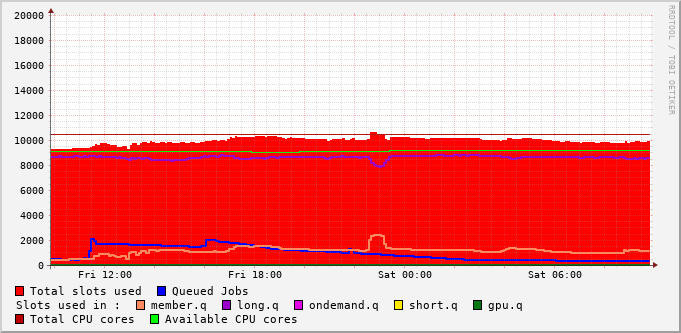 RRDTOOL / TOBI OETIKER
20000
18000
16000
14000
12000
10000
8000
6000
4000
2000
0
Fri 12:00 Fri 18:00 Sat 00:00 Sat 06:00
Total slots used Queued Jobs
Slots used in : member.q long.q ondemand.q short.q gpu.q
Total CPU cores Available CPU cores